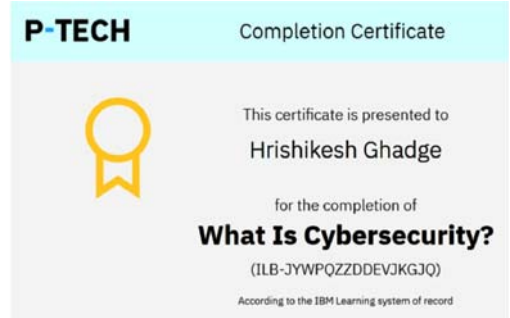 P-TECH
Completion Certificate
This certificate is presented to
Hrishikesh Ghadge
for the completion of
What Is Cybersecurity?
(ILB-JYWPQZZDDEVJKGJQ)
According to the IBM Learning system of record